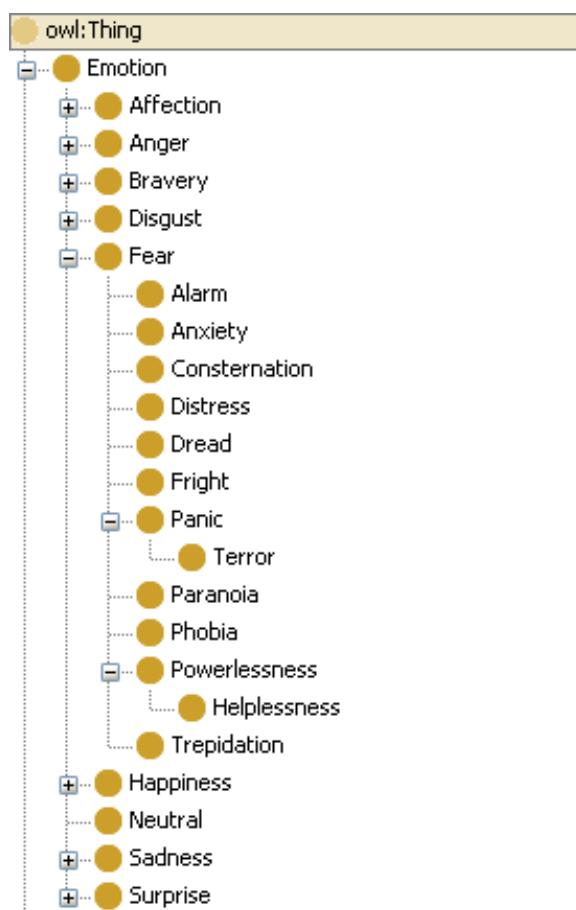 owl:Thing
Emotion
Affection
Anger
Bravery
Disgust
Fear
Alarm
Anxiety
Consternation
Distress
Dread
Fright
Panic
Terror
Paranoia
Phobia
Powerlessness
Helplessness
Trepidation
Happiness
Neutral
Sadness
Surprise